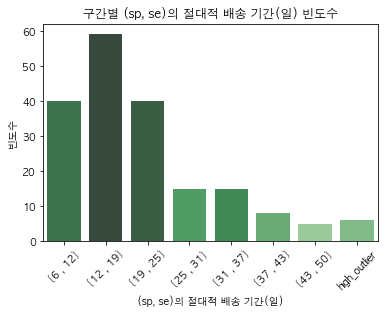 구간별 (sp, se)의 절대적 배송 기간(일) 빈도수
빈도수
60
50
40
30
20
10
0
(6 , 12)
(12 , 19)
(19 , 25)
(25 , 31)
(31 , 37)
(37 , 43)
(43 , 50)
high_outlier
(sp, se)의 절대적 배송 기간(일)